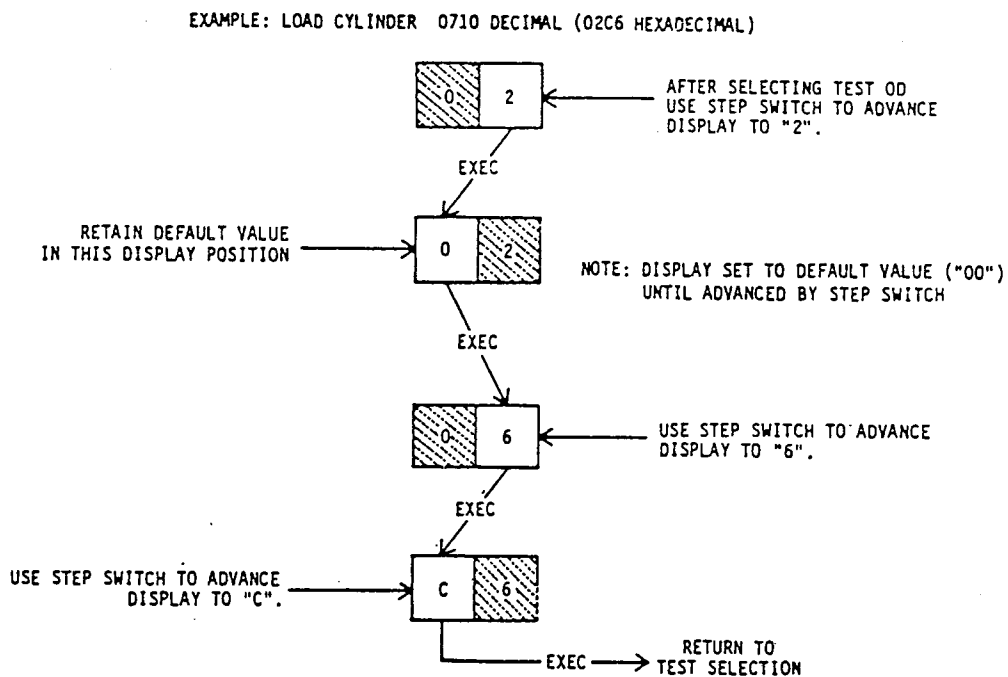 EXAMPLE: LOAD CYLINDER 0710 DECIMAL (02C6 HEXADECIMAL)
0 2
AFTER SELECTING TEST OD
USE STEP SWITCH TO ADVANCE
DISPLAY TO "2".
EXEC
RETAIN DEFAULT VALUE
IN THIS DISPLAY POSITION
0 2
NOTE: DISPLAY SET TO DEFAULT VALUE ("00")
UNTIL ADVANCED BY STEP SWITCH
EXEC
0 6
USE STEP SWITCH TO ADVANCE
DISPLAY TO "6".
EXEC
USE STEP SWITCH TO ADVANCE
DISPLAY TO "C".
C 6
EXEC
RETURN TO
TEST SELECTION